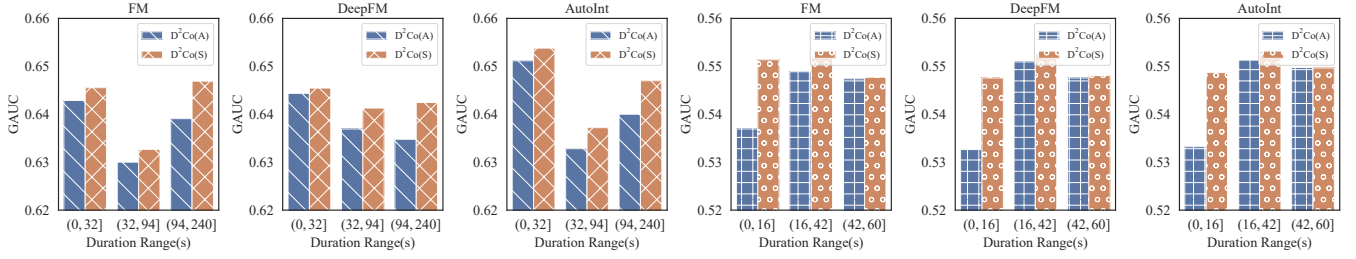 FM
GAUC
0.66
0.65
0.64
0.63
0.62
D²Co(A)
D²Co(S)
(0, 32]
(32, 94]
(94, 240]
Duration Range(s)
DeepFM
GAUC
0.66
0.65
0.64
0.63
0.62
D²Co(A)
D²Co(S)
(0, 32]
(32, 94]
(94, 240]
Duration Range(s)
AutoInt
GAUC
0.66
0.65
0.64
0.63
0.62
D²Co(A)
D²Co(S)
(0, 32]
(32, 94]
(94, 240]
Duration Range(s)
FM
GAUC
0.56
0.55
0.54
0.53
0.52
D²Co(A)
D²Co(S)
(0, 16]
(16, 42]
(42, 60]
Duration Range(s)
DeepFM
GAUC
0.56
0.55
0.54
0.53
0.52
D²Co(A)
D²Co(S)
(0, 16]
(16, 42]
(42, 60]
Duration Range(s)
AutoInt
GAUC
0.56
0.55
0.54
0.53
0.52
D²Co(A)
D²Co(S)
(0, 16]
(16, 42]
(42, 60]
Duration Range(s)